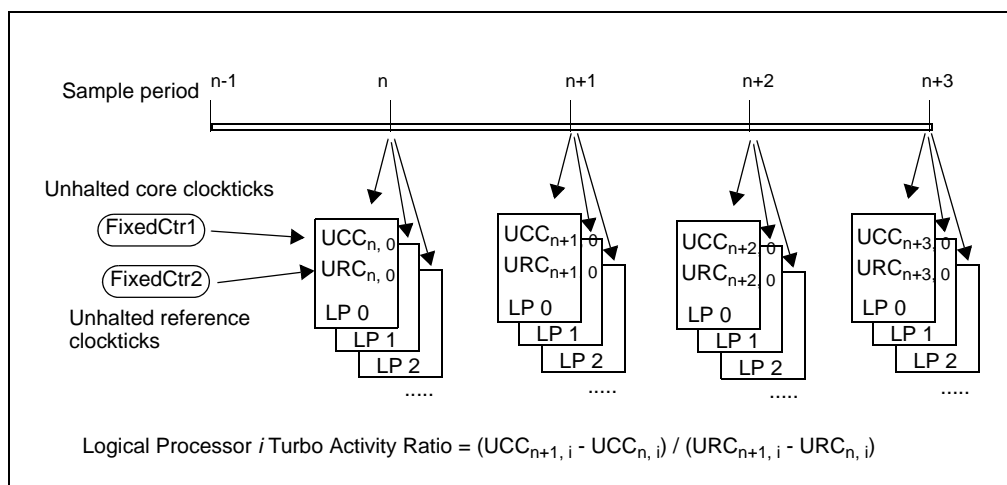 Sample period n-1 n n+1 n+2 n+3
Unhalted core clockticks
FixedCtr1
FixedCtr2
Unhalted reference
clockticks
UCCn, 0
URCn, 0
LP 0
LP 1
LP 2
.....
UCCn+1 0
URCn+1 0
LP 0
LP 1
LP 2
.....
UCCn+2, 0
URCn+2, 0
LP 0
LP 1
LP 2
.....
UCCn+3, 0
URCn+3, 0
LP 0
LP 1
LP 2
.....
Logical Processor i Turbo Activity Ratio = (UCCn+1, i - UCCn, i) / (URCn+1, i - URCn, i)